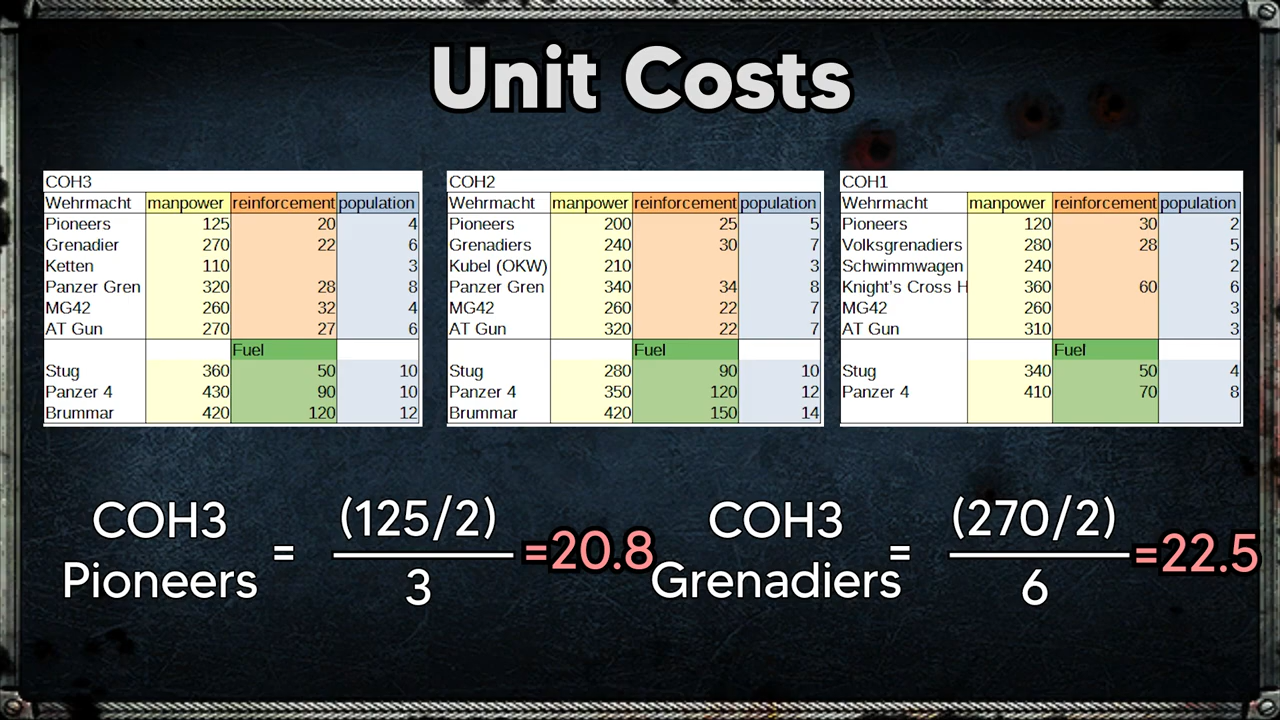 Unit Costs
COH3
Wehrmacht manpower reinforcement population
Pioneers 125 20 4
Grenadier 270 22 6
Ketten 110 3
Panzer Gren 320 28 8
MG42 260 32 4
AT Gun 270 27 6
Fuel
Stug 360 50 10
Panzer 4 430 90 10
Brummar 420 120 12
COH2
Wehrmacht manpower reinforcement population
Pioneers 200 25 5
Grenadiers 240 30 7
Kubel (OKW) 210 3
Panzer Gren 340 34 8
MG42 260 22 7
AT Gun 320 22 7
Fuel
Stug 280 90 10
Panzer 4 350 120 12
Brummar 420 150 14
COH1
Wehrmacht manpower reinforcement population
Pioneers 120 30 2
Volksgrenadiers 280 28 5
Schwimmwagen 240 2
Knight's Cross H 360 60 6
MG42 260 3
AT Gun 310 3
Fuel
Stug 340 50 4
Panzer 4 410 70 8
COH3
Pioneers
=
(125/2)
3
=20.8
COH3
Grenadiers
=
(270/2)
6
=22.5